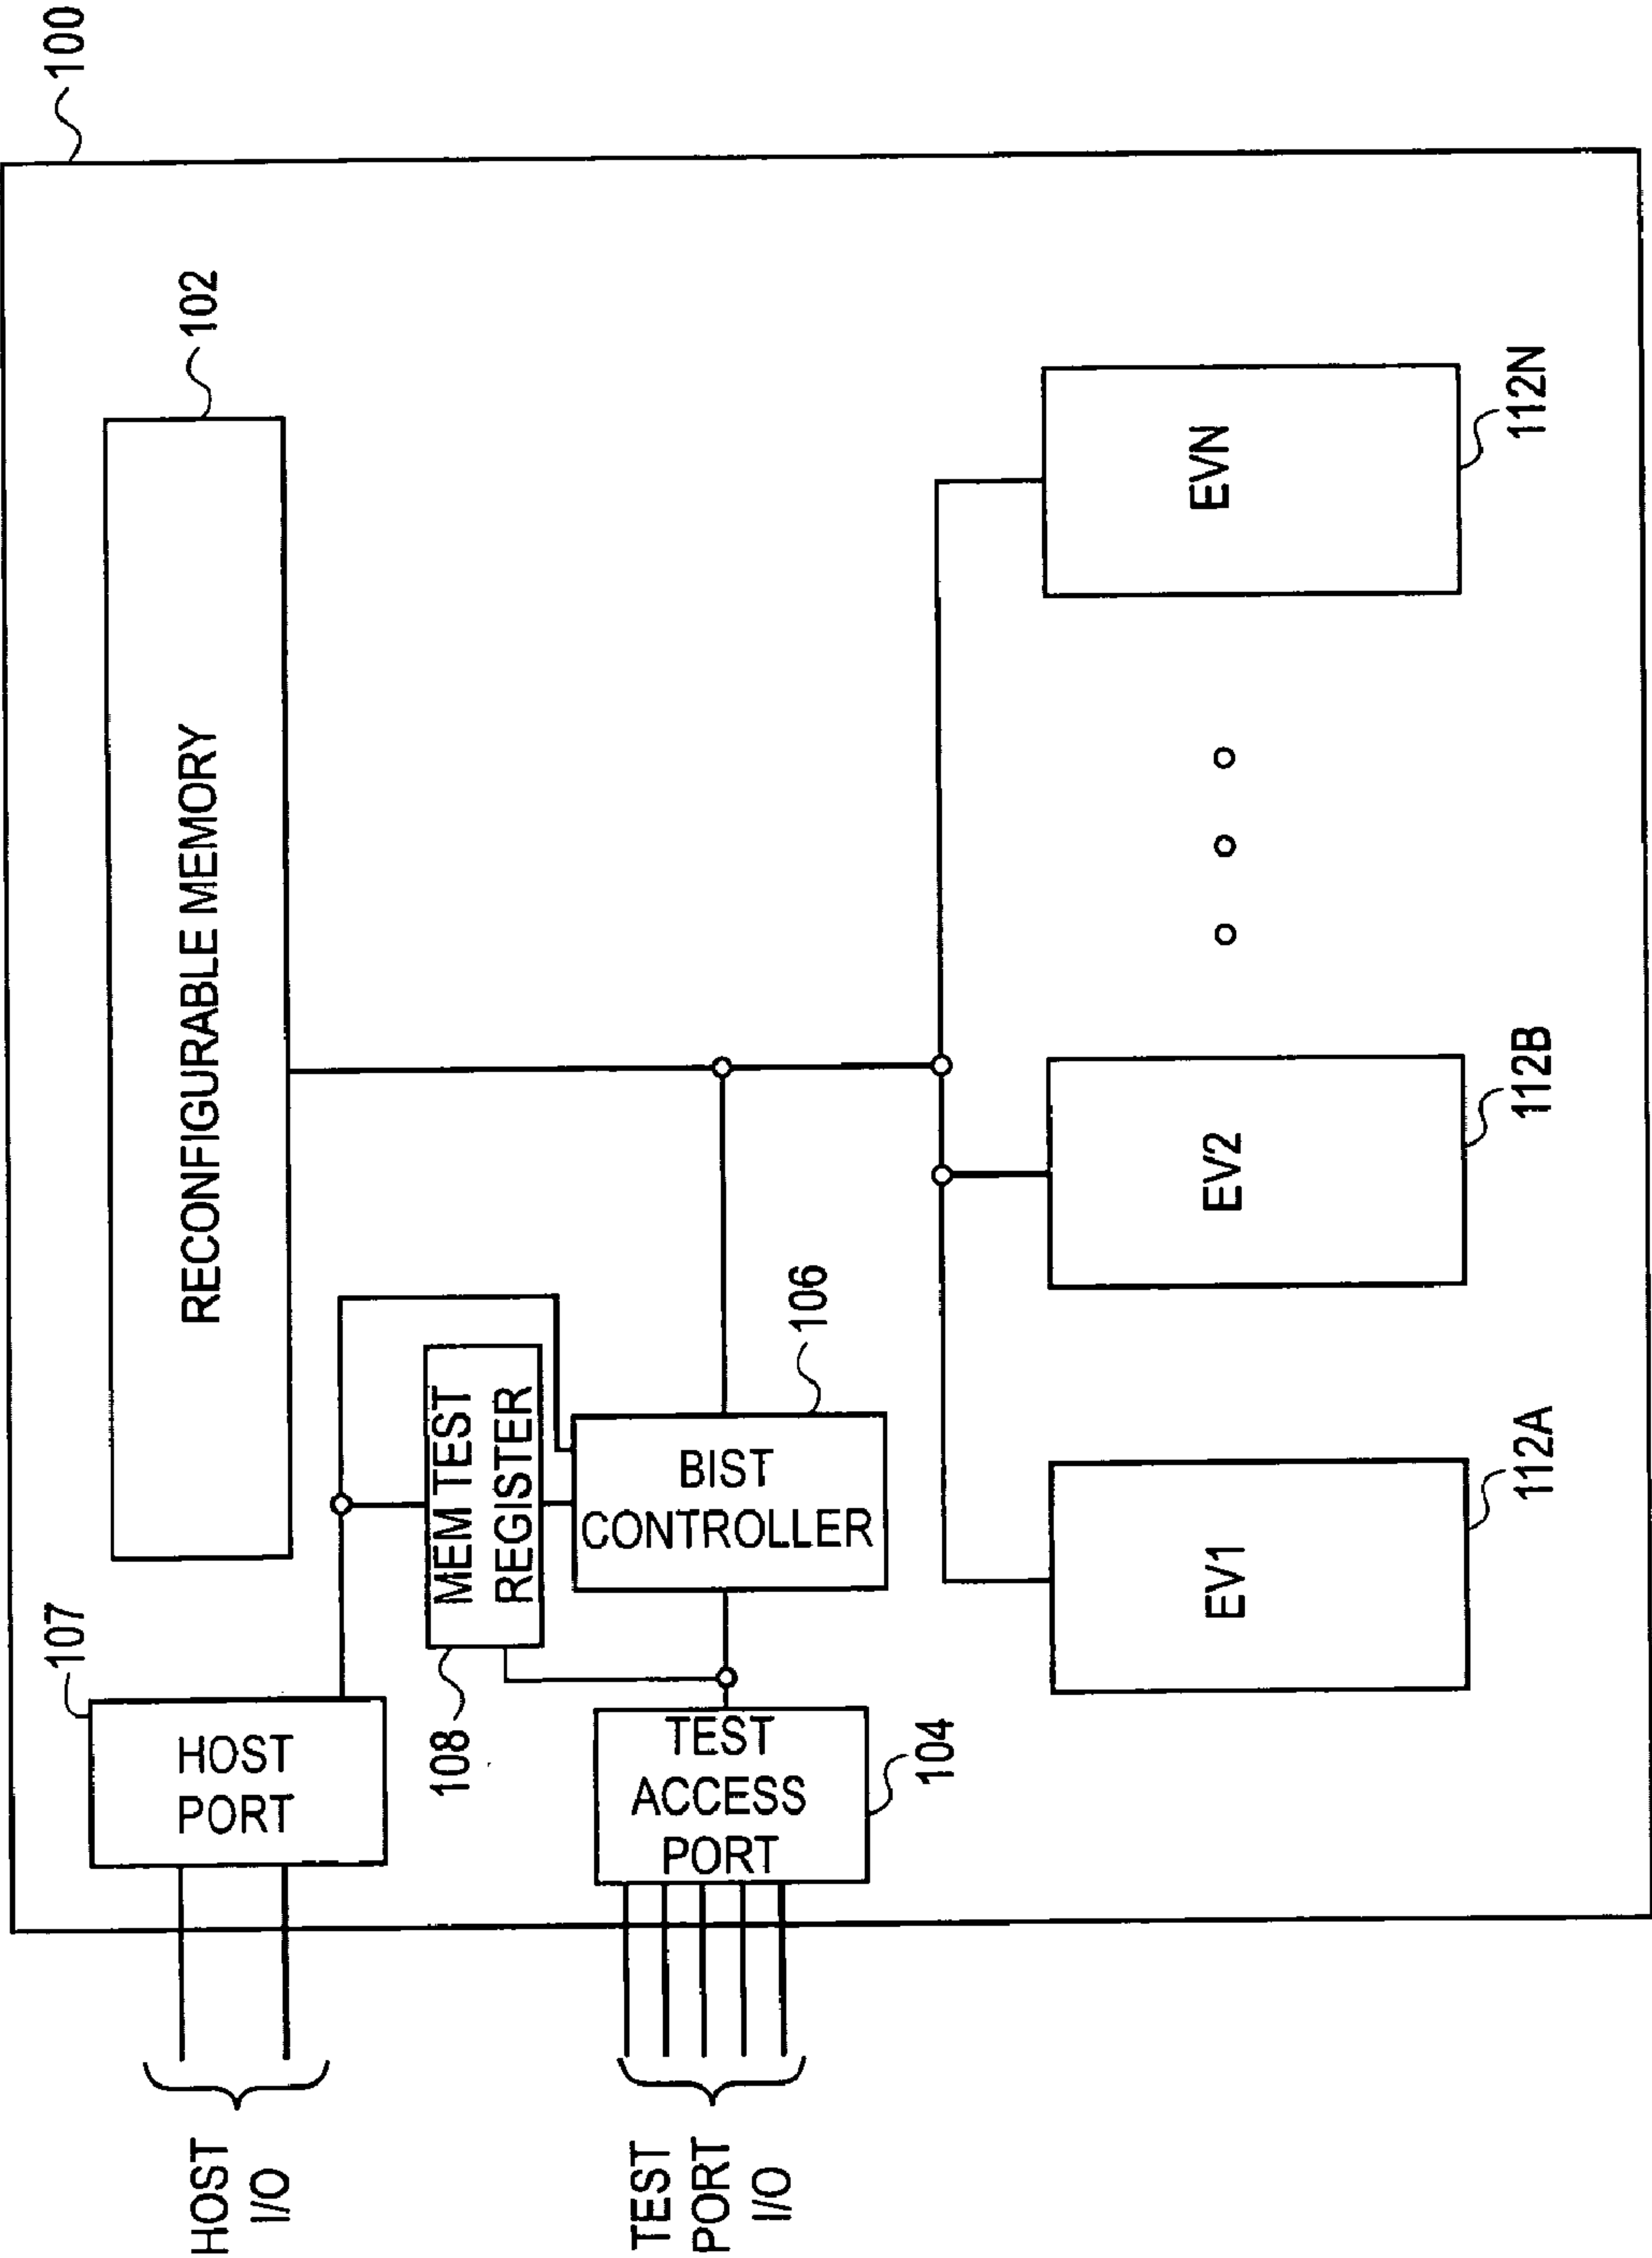 100
RECONFIGURABLE MEMORY
102
107
HOST
PORT
HOST
I/O
MEM TEST
REGISTER
108
BIST
CONTROLLER
106
TEST
ACCESS
PORT
104
TEST
PORT
I/O
EV1
112A
EV2
112B
EVN
112N